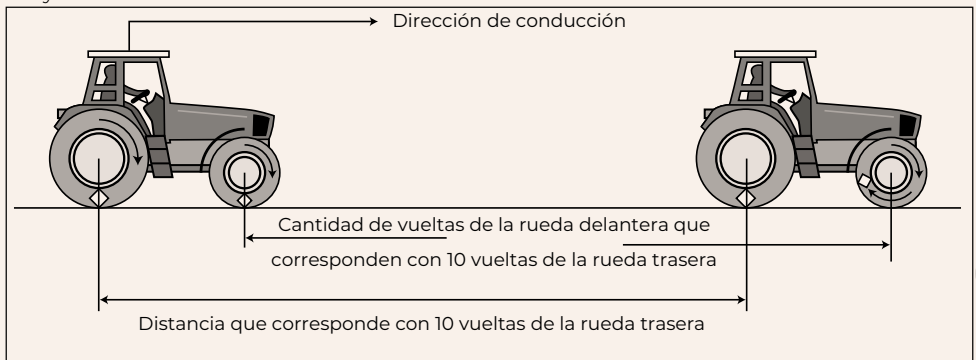 Dirección de conducción
Cantidad de vueltas de la rueda delantera que
corresponden con 10 vueltas de la rueda trasera
Distancia que corresponde con 10 vueltas de la rueda trasera